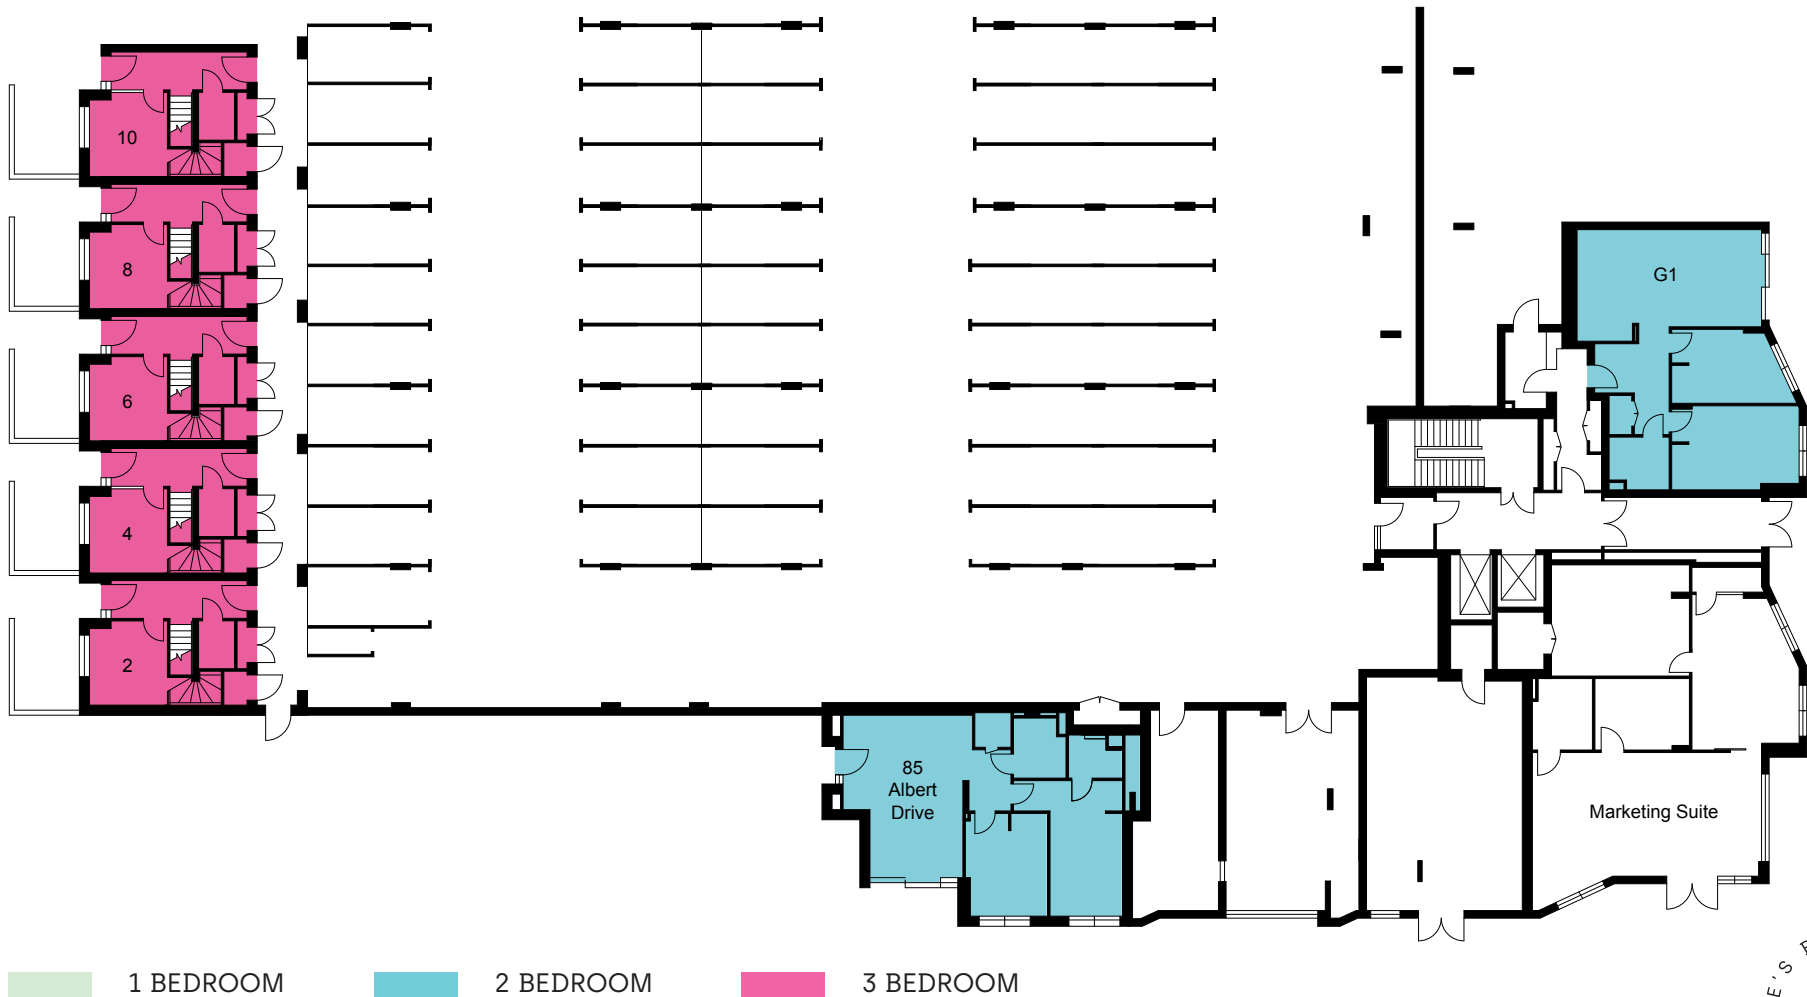 10
8
6
4
2
G1
85
Albert
Drive
Marketing Suite
1 BEDROOM
2 BEDROOM
3 BEDROOM
E'S